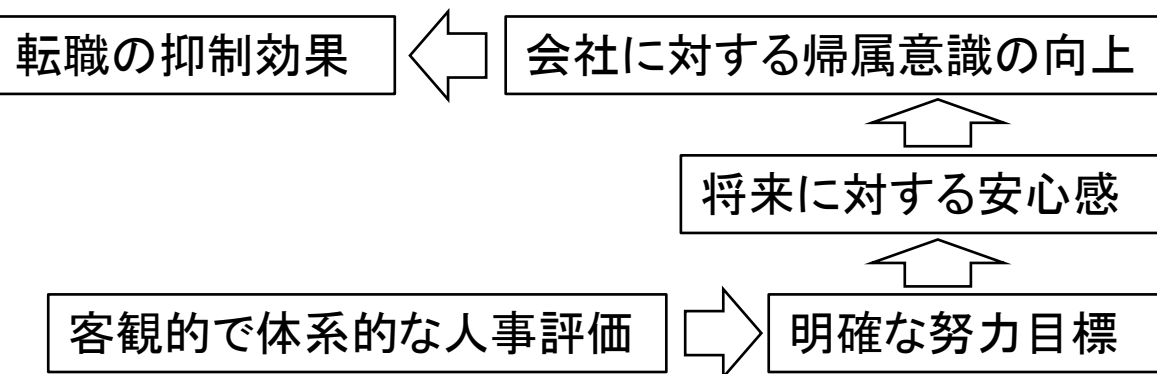 転職の抑制効果
会社に対する帰属意識の向上
将来に対する安心感
客観的で体系的な人事評価
明確な努力目標